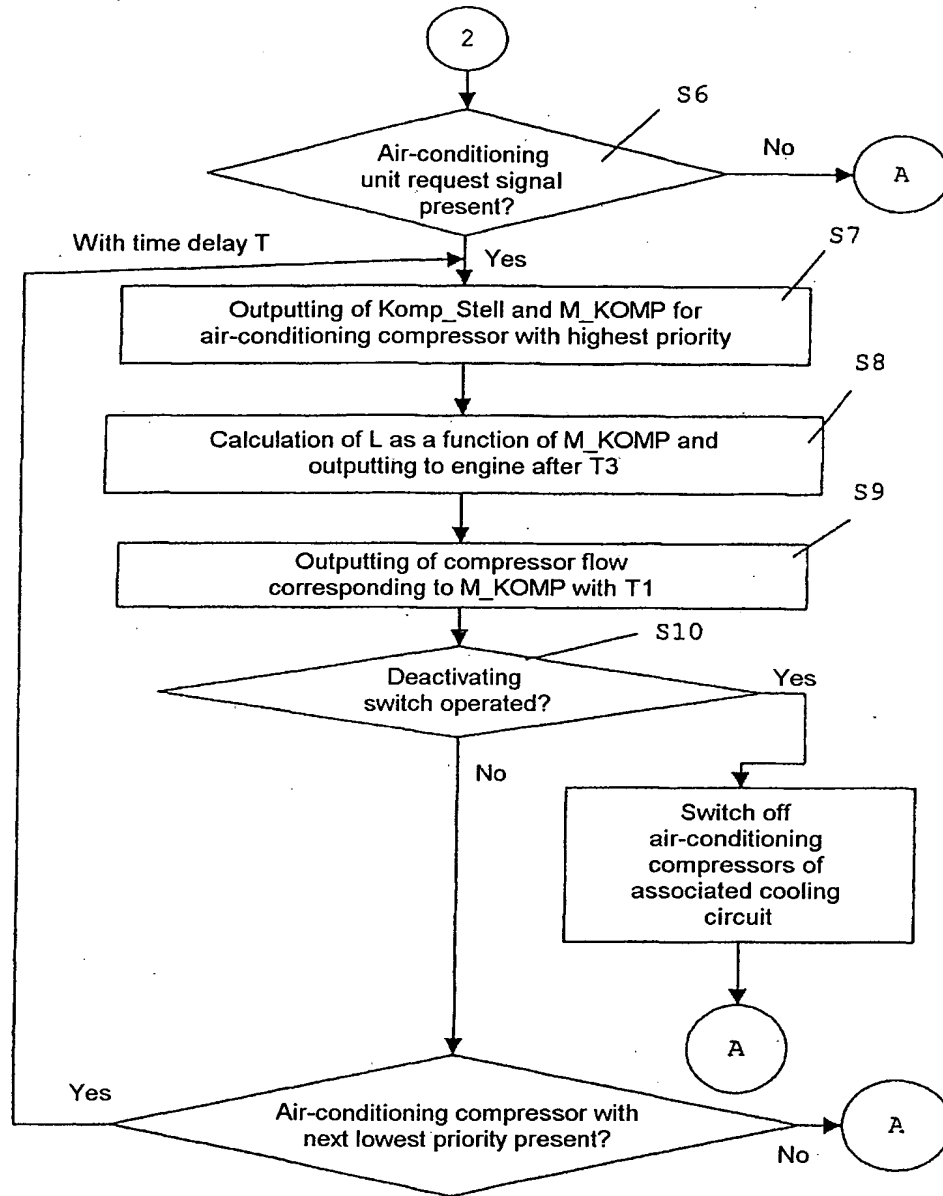 2
S6
Air-conditioning
unit request signal
present?
No
A
With time delay T
Yes
S7
Outputting of Komp_Stell and M_KOMP for
air-conditioning compressor with highest priority
S8
Calculation of L as a function of M_KOMP and
outputting to engine after T3
S9
Outputting of compressor flow
corresponding to M_KOMP with T1
S10
Deactivating
switch operated?
Yes
No
Switch off
air-conditioning
compressors of
associated cooling
circuit
A
Yes
Air-conditioning compressor with
next lowest priority present?
No
A